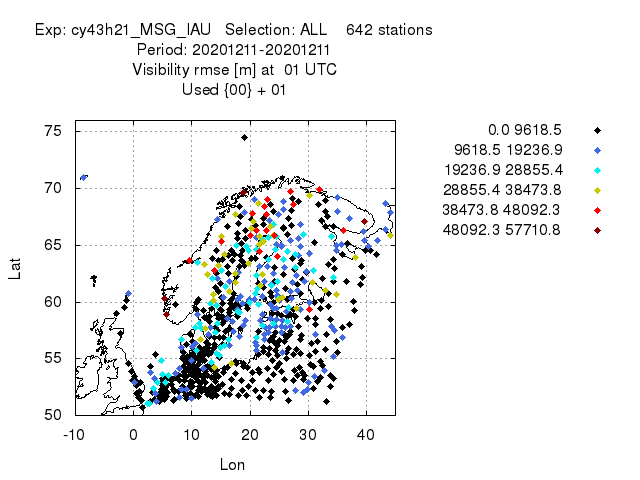 Exp: cy43h21_MSG_IAU   Selection: ALL    642 stations
Period: 20201211-20201211
Visibility rmse [m] at  01 UTC
Used {00} + 01
0.0 9618.5
9618.5 19236.9
19236.9 28855.4
28855.4 38473.8
38473.8 48092.3
48092.3 57710.8
75
70
65
60
55
50
Lat
-10 0 10 20 30 40
Lon